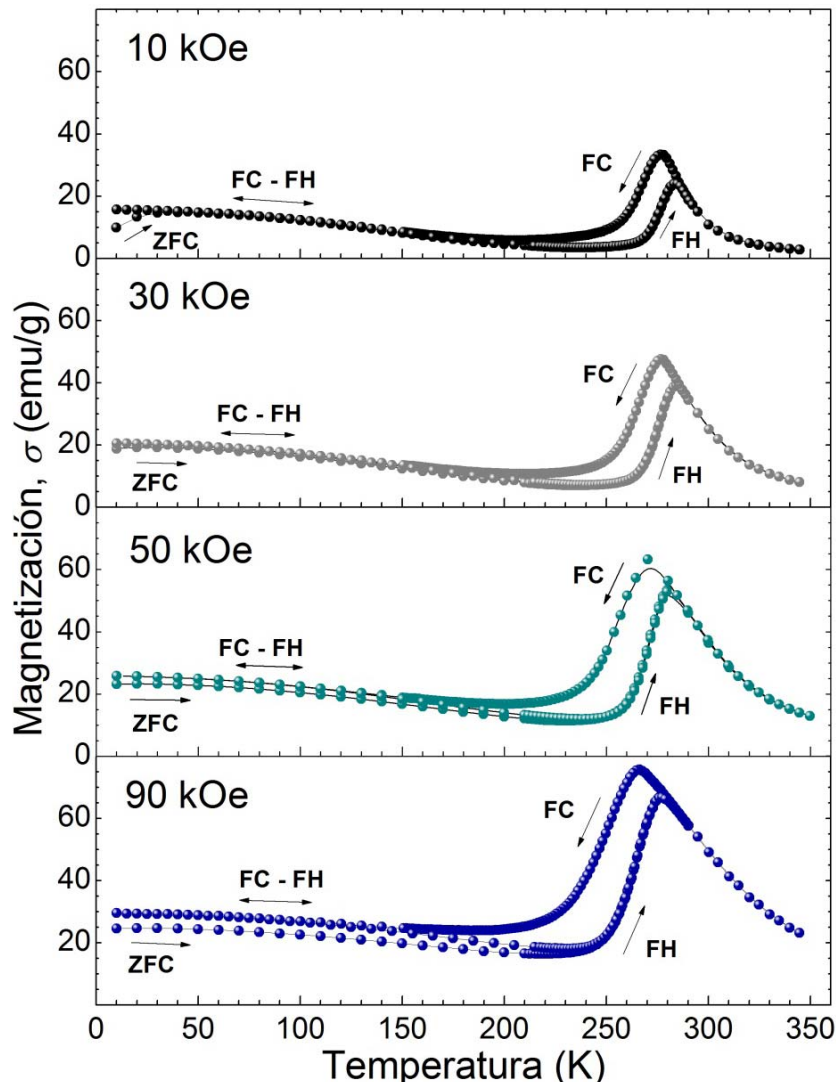 10 kOe
60
40
20
0
FC - FH
ZFC
FC
FH
30 kOe
60
40
20
0
FC - FH
ZFC
FC
FH
50 kOe
60
40
20
0
FC - FH
ZFC
FC
FH
90 kOe
60
40
20
FC - FH
ZFC
FC
FH
0 50 100 150 200 250 300 350
Temperatura (K)
Magnetización, σ (emu/g)